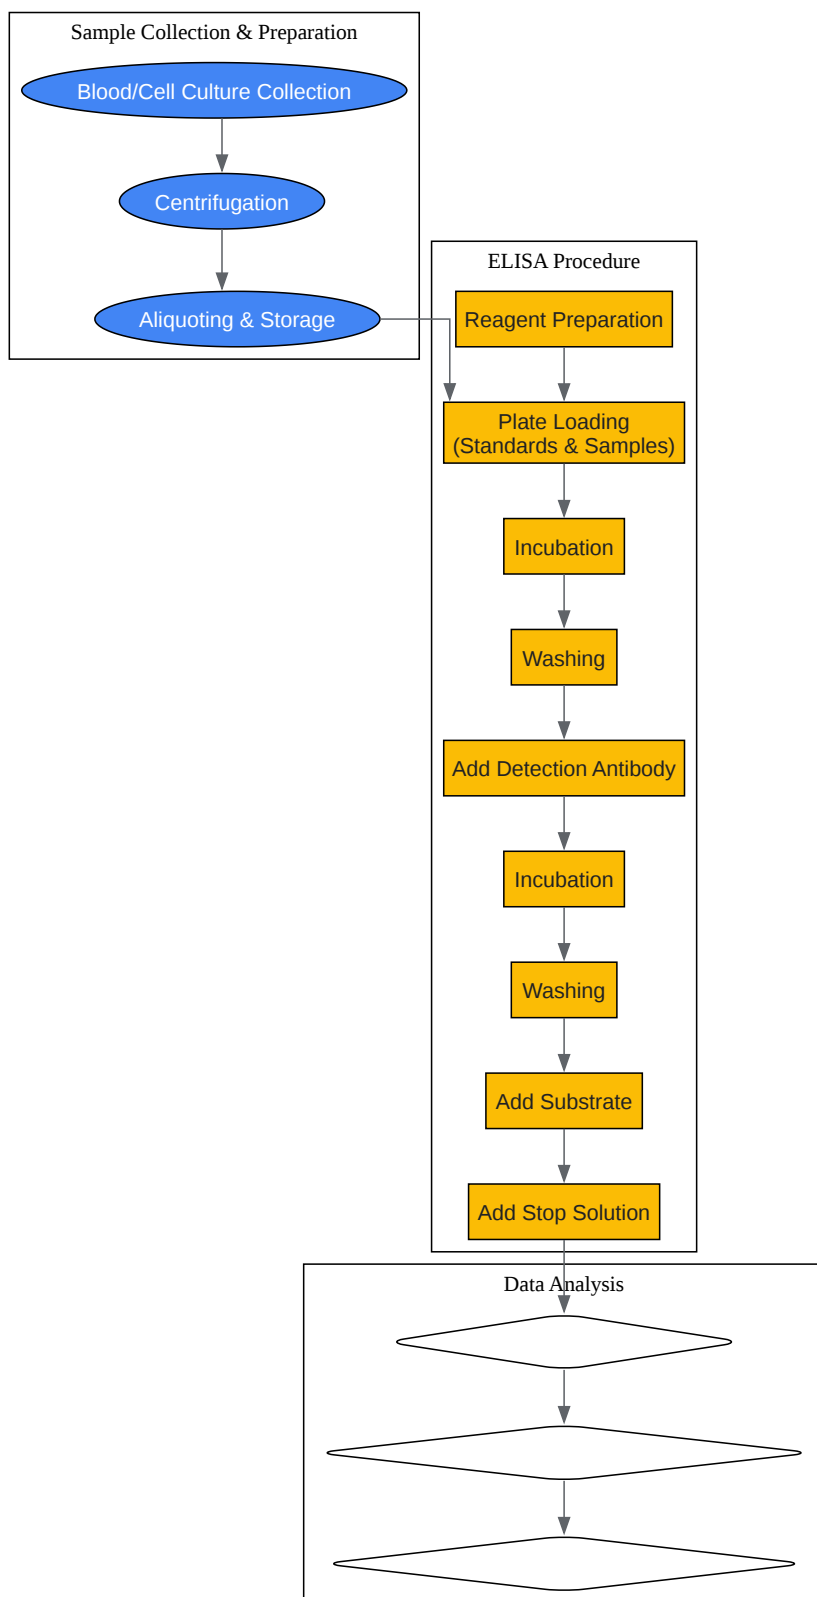 Sample Collection & Preparation
Blood/Cell Culture Collection
Centrifugation
Aliquoting & Storage
ELISA Procedure
Reagent Preparation
Plate Loading
(Standards & Samples)
Incubation
Washing
Add Detection Antibody
Incubation
Washing
Add Substrate
Add Stop Solution
Data Analysis